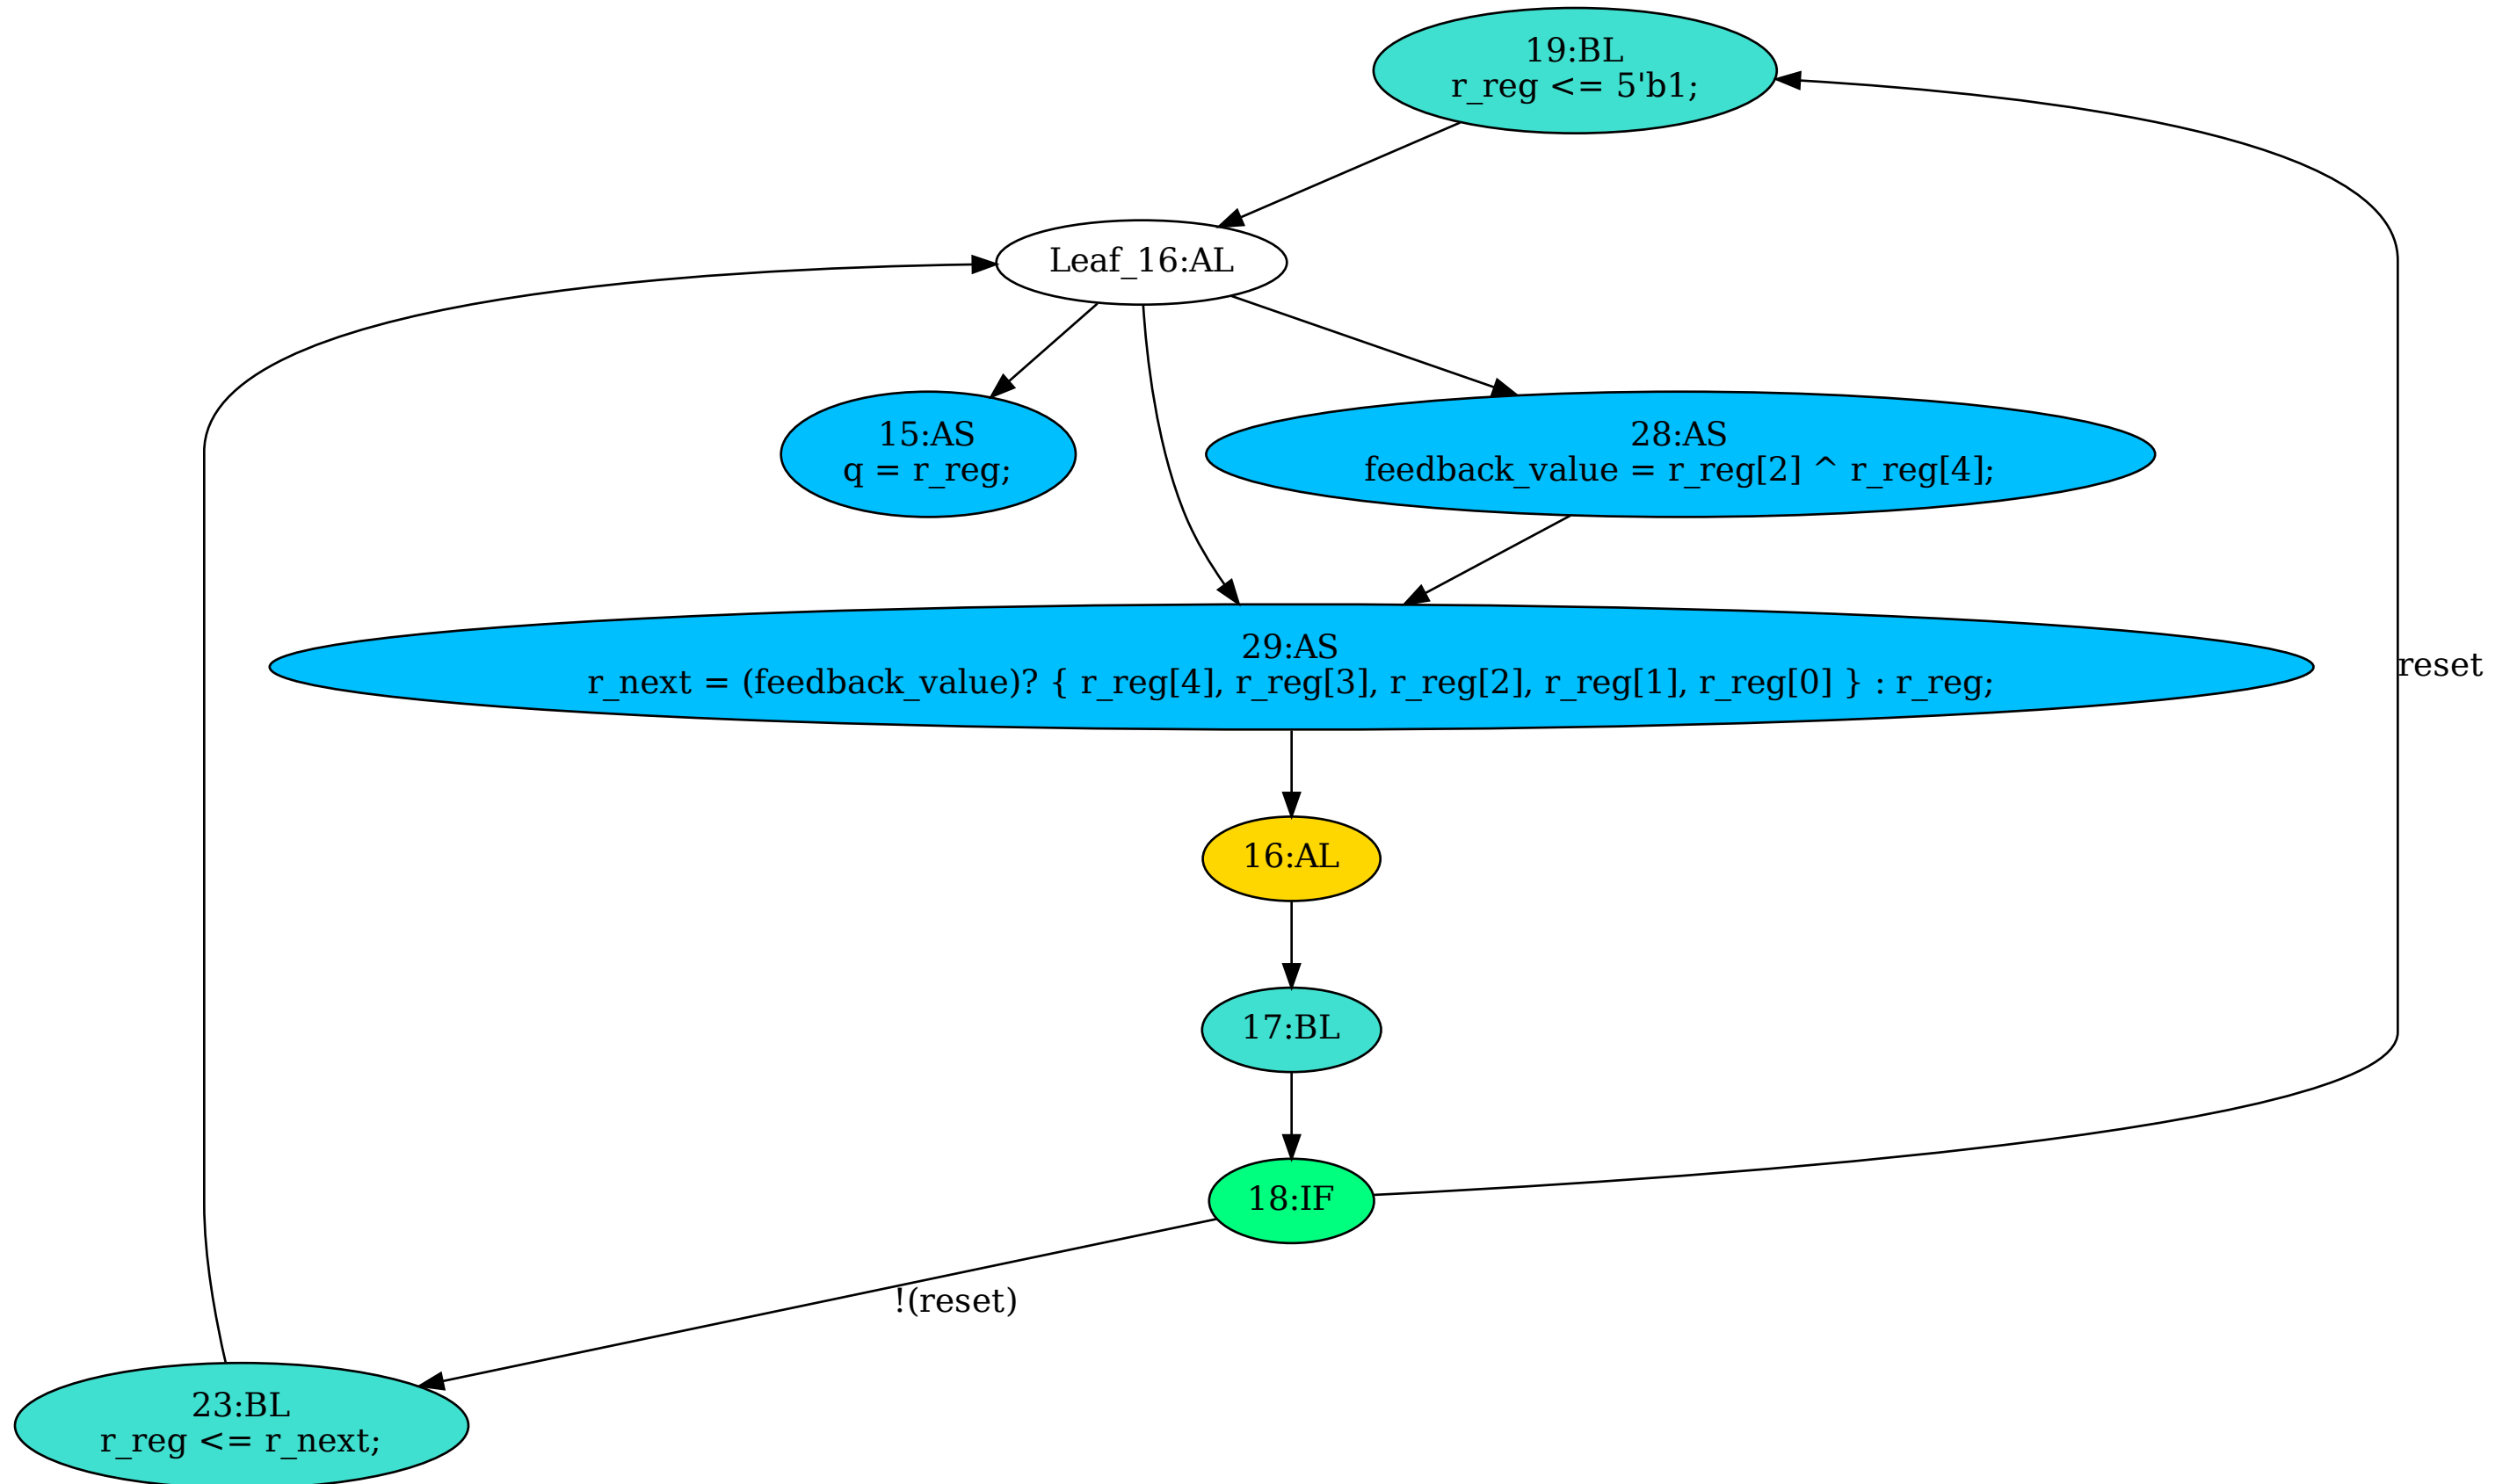 19:BL
r_reg <= 5'b1;
Leaf_16:AL
15:AS
q = r_reg;
28:AS
feedback_value = r_reg[2] ^ r_reg[4];
29:AS
r_next = (feedback_value)? { r_reg[4], r_reg[3], r_reg[2], r_reg[1], r_reg[0] } : r_reg;
reset
16:AL
17:BL
18:IF
!(reset)
23:BL
r_reg <= r_next;